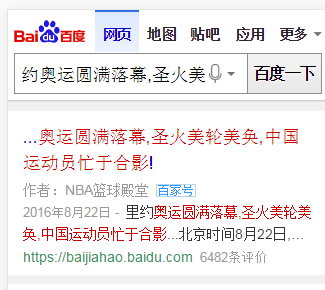 Bai 百度 网页 地图 贴吧 应用 更多
约奥运圆满落幕,圣火美 百度一下
...奥运圆满落幕,圣火美轮美奂,中国
运动员忙于合影!
作者：NBA篮球殿堂 百家号
2016年8月22日 - 里约奥运圆满落幕,圣火美轮美
奂,中国运动员忙于合影...北京时间8月22日,...
https://baijiahao.baidu.com 6482条评价